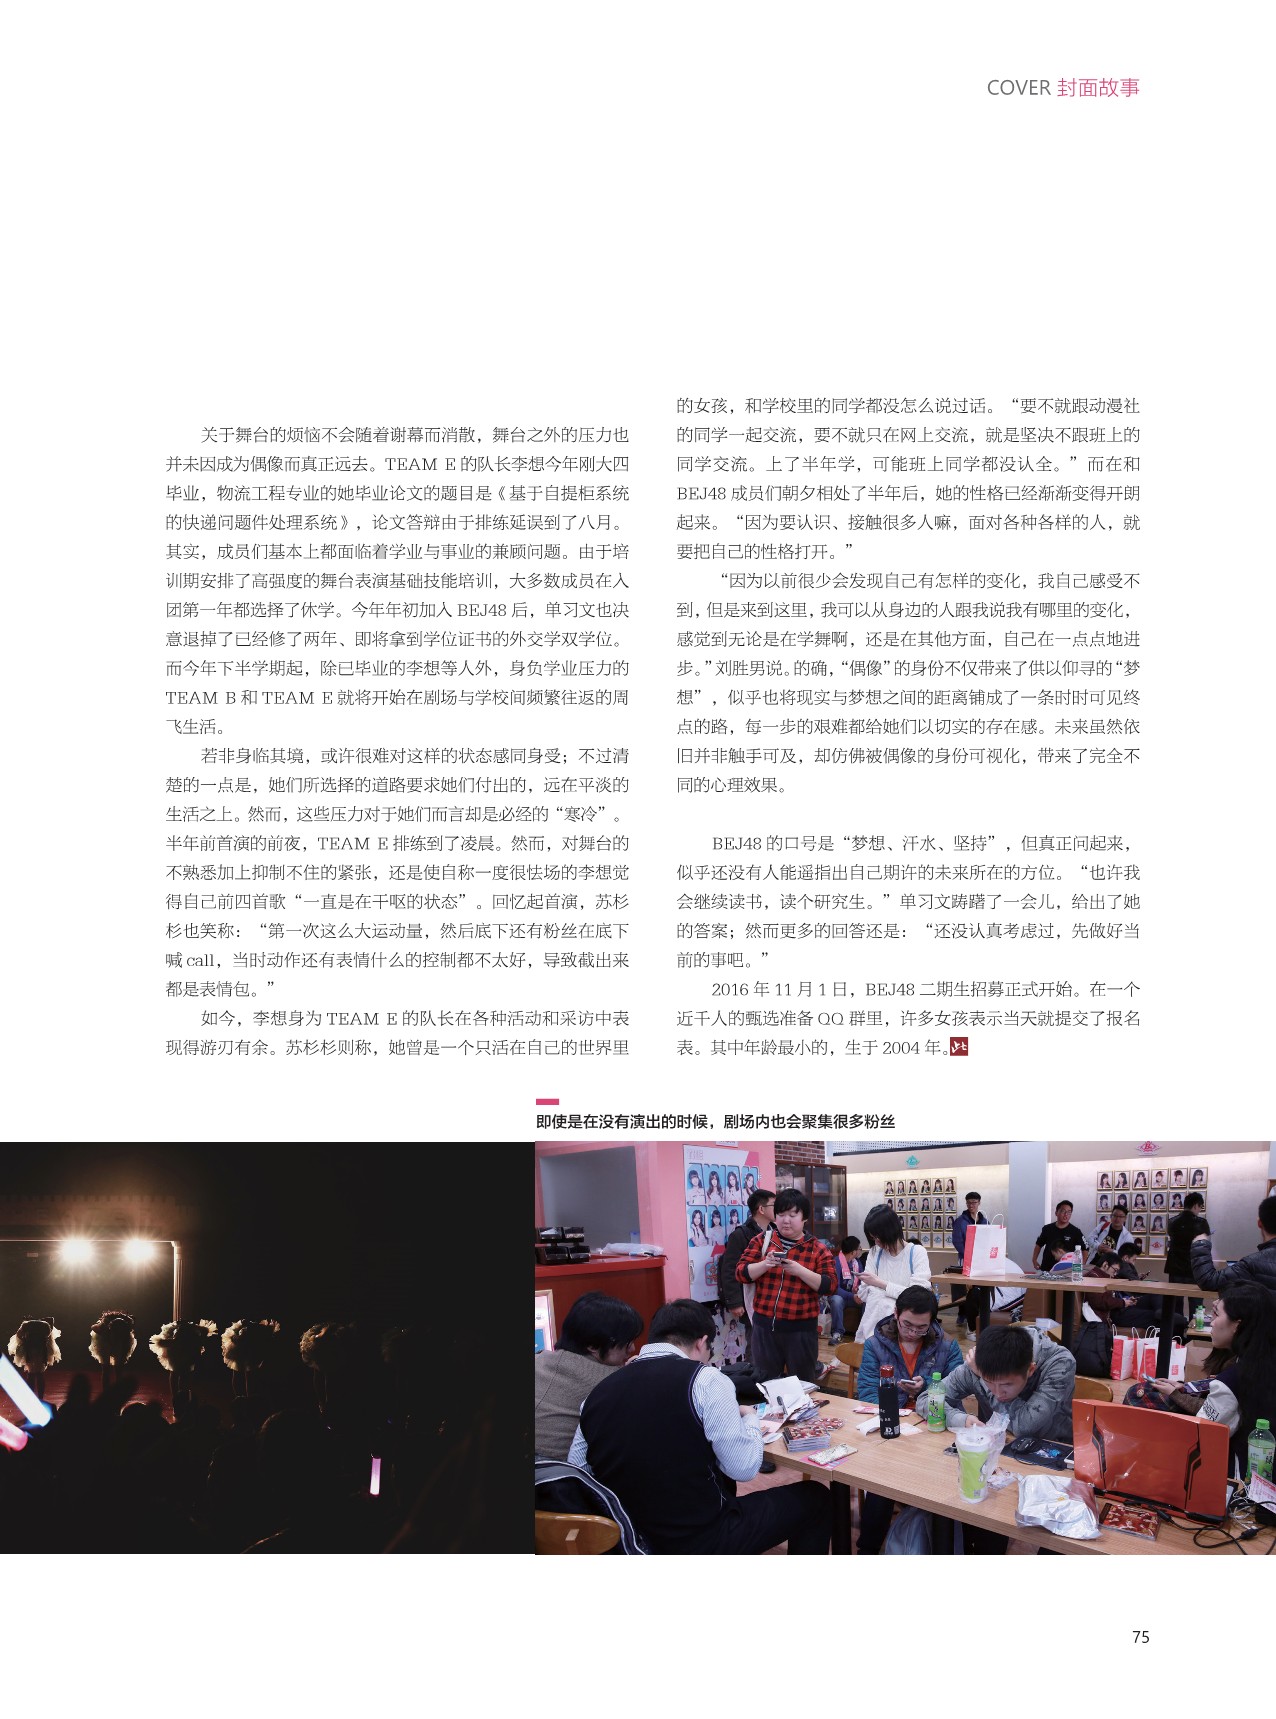 COVER 封面故事
关于舞台的烦恼不会随着谢幕而消散，舞台之外的压力也
并未因成为偶像而真正远去。TEAM E 的队长李想今年刚大四
毕业，物流工程专业的她毕业论文的题目是《基于自提柜系统
的快递问题件处理系统》，论文答辩由于排练延误到了八月。
其实，成员们基本上都面临着学业与事业的兼顾问题。由于培
训期安排了高强度的舞台表演基础技能培训，大多数成员在入
团第一年都选择了休学。今年年初加入 BEJ48 后，单习文也决
意退掉了已经修了两年、即将拿到学位证书的外交学双学位。
而今年下半学期起，除已毕业的李想等人外，身负学业压力的
TEAM B 和 TEAM E 就将开始在剧场与学校间频繁往返的周
飞生活。
若非身临其境，或许很难对这样的状态感同身受；不过清
楚的一点是，她们所选择的道路要求她们付出的，远在平淡的
生活之上。然而，这些压力对于她们而言却是必经的“寒冷”。
半年前首演的前夜，TEAM E 排练到了凌晨。然而，对舞台的
不熟悉加上抑制不住的紧张，还是使自称一度很怯场的李想觉
得自己前四首歌“一直是在干呕的状态”。回忆起首演，苏杉
杉也笑称：“第一次这么大运动量，然后底下还有粉丝在底下
喊 call，当时动作还有表情什么的控制都不太好，导致截出来
都是表情包。”
如今，李想身为 TEAM E 的队长在各种活动和采访中表
现得游刃有余。苏杉杉则称，她曾是一个只活在自己的世界里
的女孩，和学校里的同学都没怎么说过话。“要不就跟动漫社
的同学一起交流，要不就只在网上交流，就是坚决不跟班上的
同学交流。上了半年学，可能班上同学都没认全。”而在和
BEJ48 成员们朝夕相处了半年后，她的性格已经渐渐变得开朗
起来。“因为要认识、接触很多人嘛，面对各种各样的人，就
要把自己的性格打开。”
“因为以前很少会发现自己有怎样的变化，我自己感受不
到，但是来到这里，我可以从身边的人跟我说我有哪里的变化，
感觉到无论是在学舞啊，还是在其他方面，自己在一点点地进
步。”刘胜男说。的确，“偶像”的身份不仅带来了供以仰寻的“梦
想”，似乎也将现实与梦想之间的距离铺成了一条时时可见终
点的路，每一步的艰难都给她们以切实的存在感。未来虽然依
旧并非触手可及，却仿佛被偶像的身份可视化，带来了完全不
同的心理效果。
BEJ48 的口号是“梦想、汗水、坚持”，但真正问起来，
似乎还没有人能遥指出自己期许的未来所在的方位。“也许我
会继续读书，读个研究生。”单习文踌躇了一会儿，给出了她
的答案；然而更多的回答还是：“还没认真考虑过，先做好当
前的事吧。”
2016 年 11 月 1 日，BEJ48 二期生招募正式开始。在一个
近千人的甄选准备 QQ 群里，许多女孩表示当天就提交了报名
表。其中年龄最小的，生于 2004 年。
即使是在没有演出的时候，剧场内也会聚集很多粉丝
75